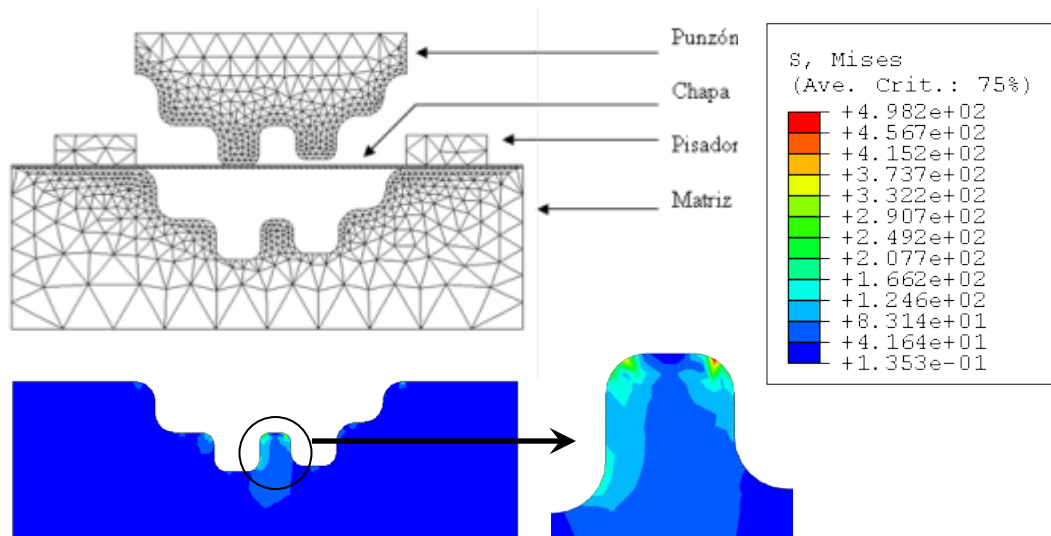 Punzón
Chapa
Pisador
Matriz
S, Mises
(Ave. Crit.: 75%)
+4.982e+02
+4.567e+02
+4.152e+02
+3.737e+02
+3.322e+02
+2.907e+02
+2.492e+02
+2.077e+02
+1.662e+02
+1.246e+02
+8.314e+01
+4.164e+01
+1.353e-01